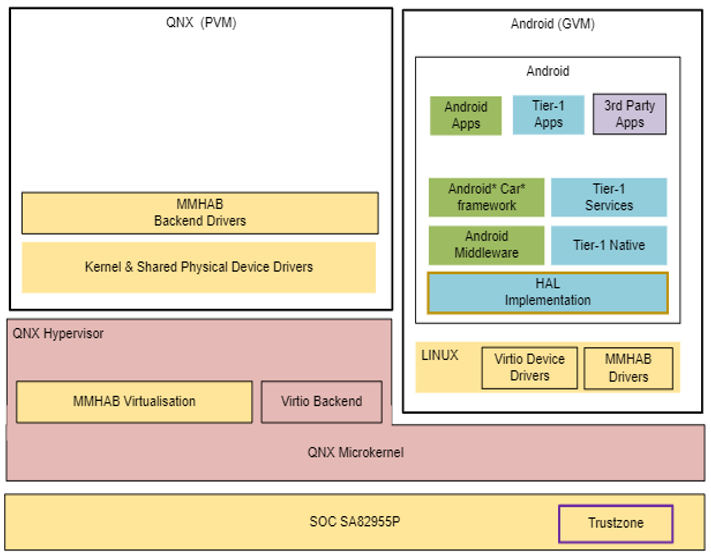 QNX (PVM)
MMHAB
Backend Drivers
Kernel & Shared Physical Device Drivers
Android (GVM)
Android
Android
Apps
Tier-1
Apps
3rd Party
Apps
Android* Car*
framework
Tier-1
Services
Android
Middleware
Tier-1 Native
HAL
Implementation
LINUX
Virtio Device
Drivers
MMHAB
Drivers
QNX Hypervisor
MMHAB Virtualisation
Virtio Backend
QNX Microkernel
SOC SA82955P
Trustzone